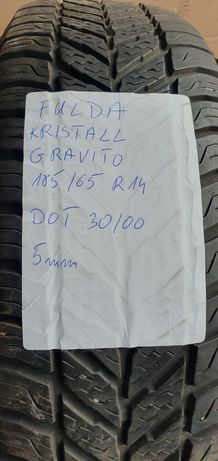 FULDA
KRISTALL
GRAVITO
185/65 R14
DOT 30/00
5mm